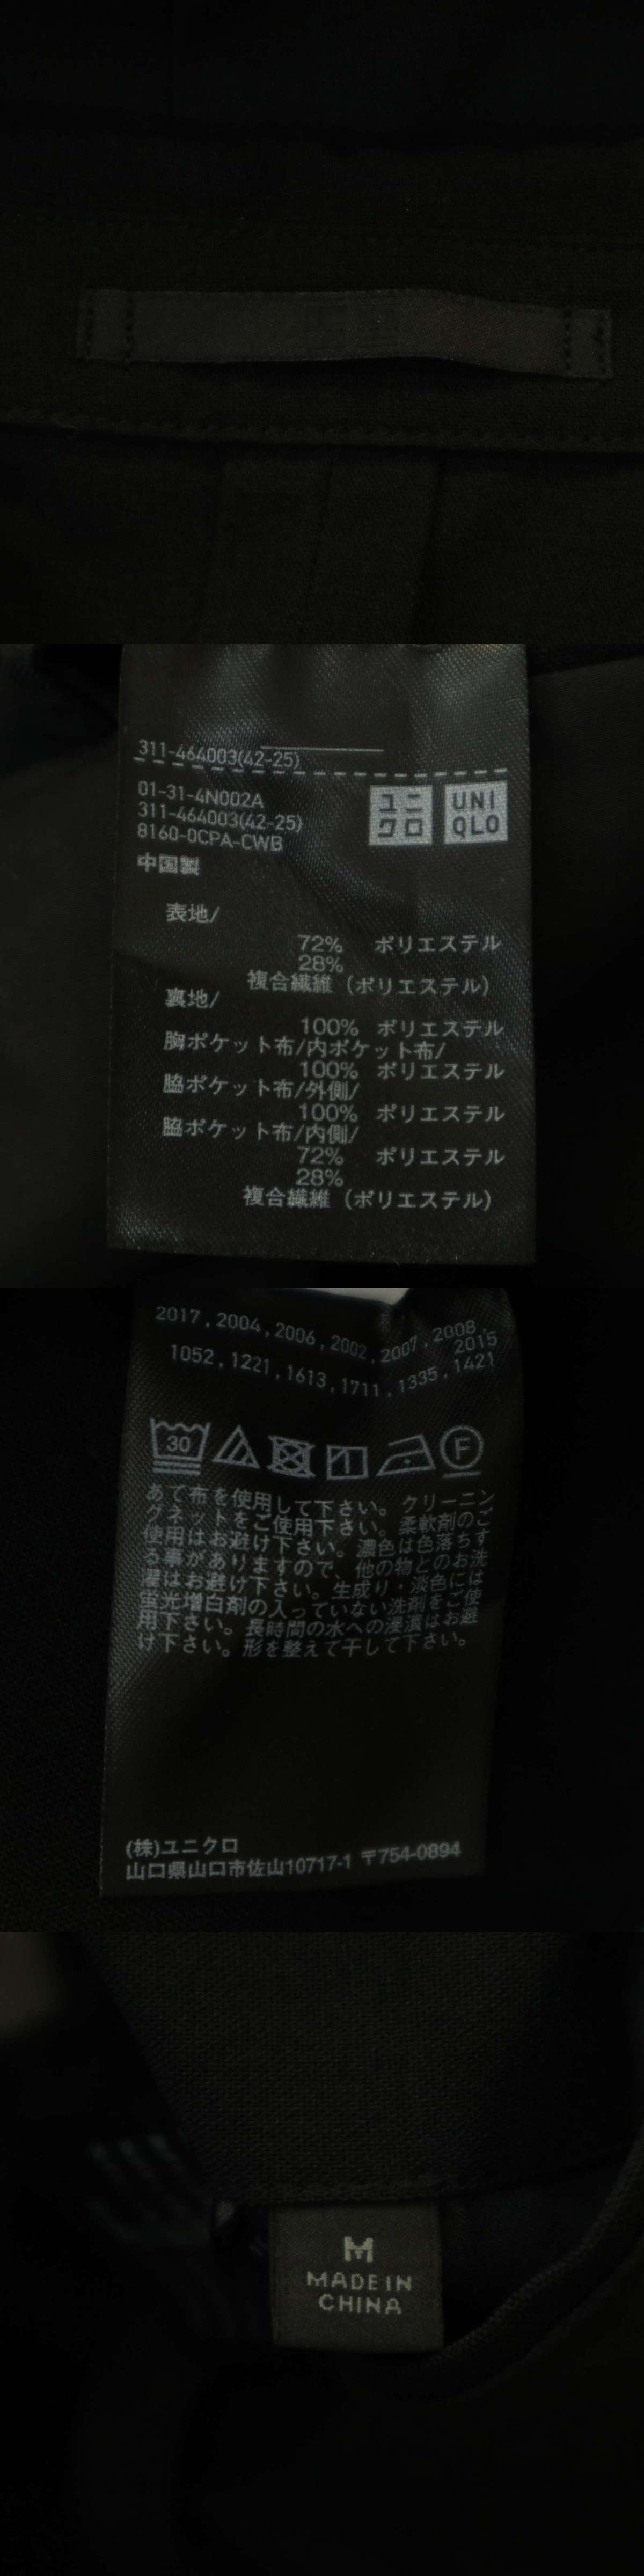 311-464003(42-25)
01-31-4N002A
311-464003(42-25)
8160-0CPA-CWB
中国製
ユニ
クロ
UNI
QLO
表地/
72% ポリエステル
28%
複合繊維 (ポリエステル)
裏地/
100% ポリエステル
胸ポケット布/内ポケット布/
100% ポリエステル
脇ポケット布/外側/
100% ポリエステル
脇ポケット布/内側/
72% ポリエステル
28%
複合繊維 (ポリエステル)
2017,2004,2006,2002,2007,2008,
2015
1052,1221,1613,1711,1335,1421
30
F
あて布を使用して下さい。クリーニン
グネットをご使用下さい。柔軟剤のご
使用はお避け下さい。濃色は色落ちす
る事がありますので、他の物とのお洗
濯はお避け下さい。生成り・淡色には
蛍光増白剤の入っていない洗剤をご使
用下さい。長時間の水への浸漬はお避
け下さい。形を整えて干して下さい。
(株)ユニクロ
山口県山口市佐山10717-1 〒754-0894
M
MADE IN
CHINA